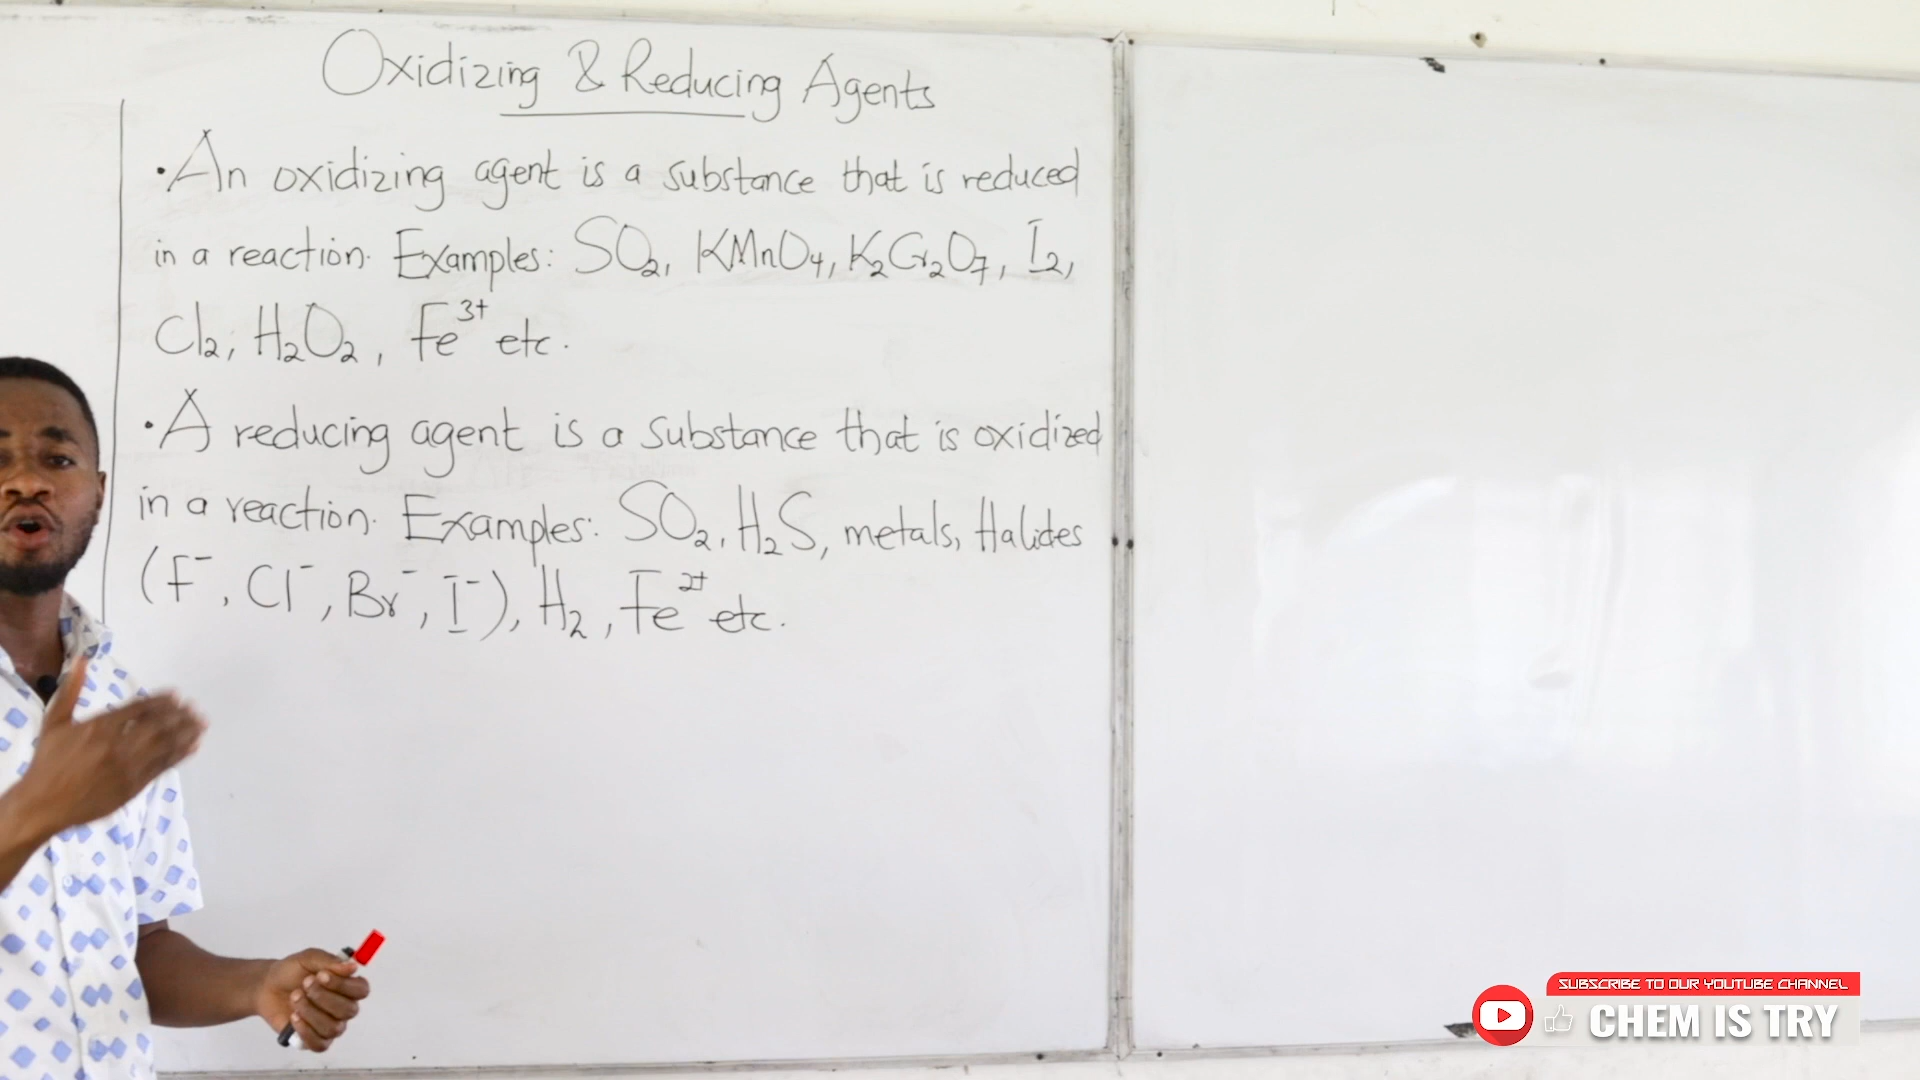 Oxidizing & Reducing Agents
• An oxidizing agent is a substance that is reduced
in a reaction. Examples: SO₂, KMnO₄, K₂Cr₂O₇, I₂,
Cl₂, H₂O₂, Fe³⁺ etc.
• A reducing agent is a substance that is oxidized
in a reaction. Examples: SO₂, H₂S, metals, Halides
(F⁻, Cl⁻, Br⁻, I⁻), H₂, Fe²⁺ etc.
SUBSCRIBE TO OUR YOUTUBE CHANNEL
CHEM IS TRY